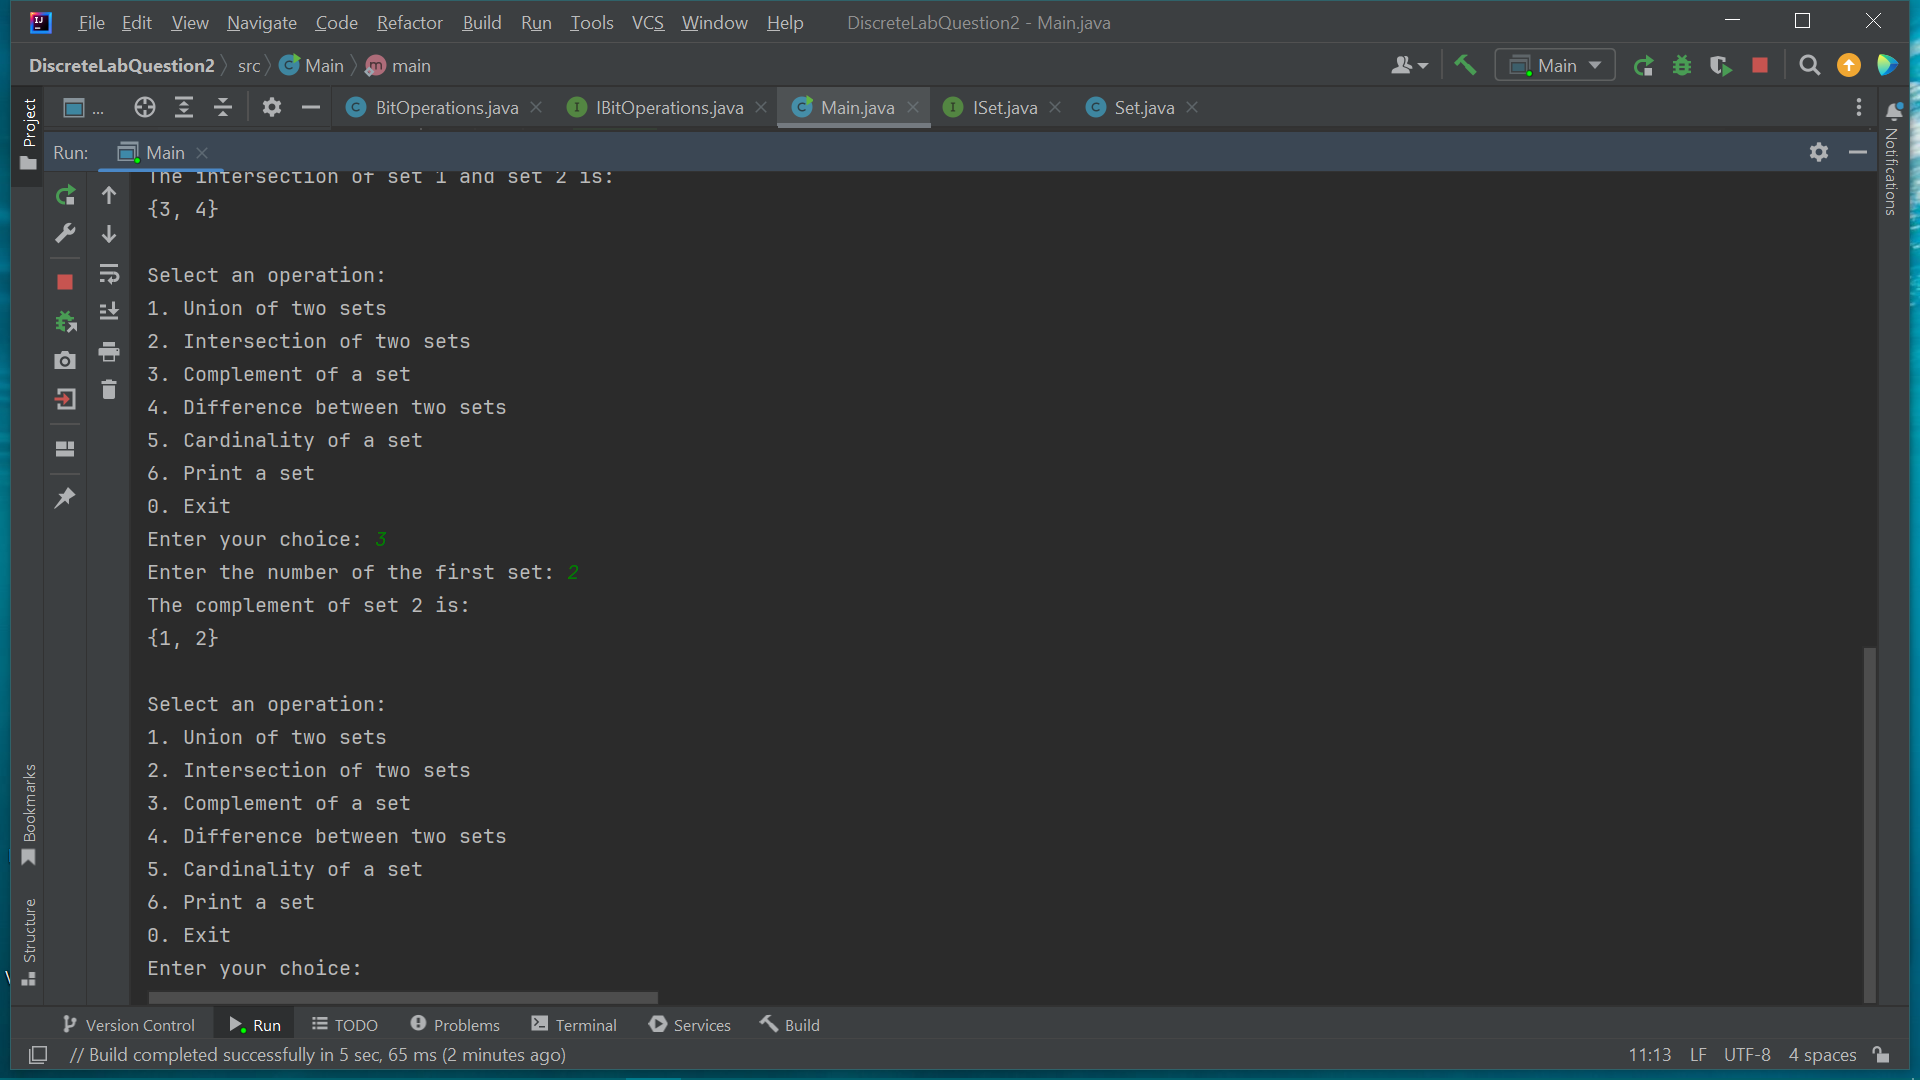 File Edit View Navigate Code Refactor Build Run Tools VCS Window Help DiscreteLabQuestion2 - Main.java
DiscreteLabQuestion2 src Main main Main
Project ... BitOperations.java IBitOperations.java Main.java ISet.java Set.java
Run: Main
Notifications
The intersection of set 1 and set 2 is:
{3, 4}
Select an operation:
1. Union of two sets
2. Intersection of two sets
3. Complement of a set
4. Difference between two sets
5. Cardinality of a set
6. Print a set
0. Exit
Enter your choice: 3
Enter the number of the first set: 2
The complement of set 2 is:
{1, 2}
Select an operation:
1. Union of two sets
2. Intersection of two sets
3. Complement of a set
4. Difference between two sets
5. Cardinality of a set
6. Print a set
0. Exit
Enter your choice:
Bookmarks
Structure
Version Control Run TODO Problems Terminal Services Build
// Build completed successfully in 5 sec, 65 ms (2 minutes ago) 11:13 LF UTF-8 4 spaces